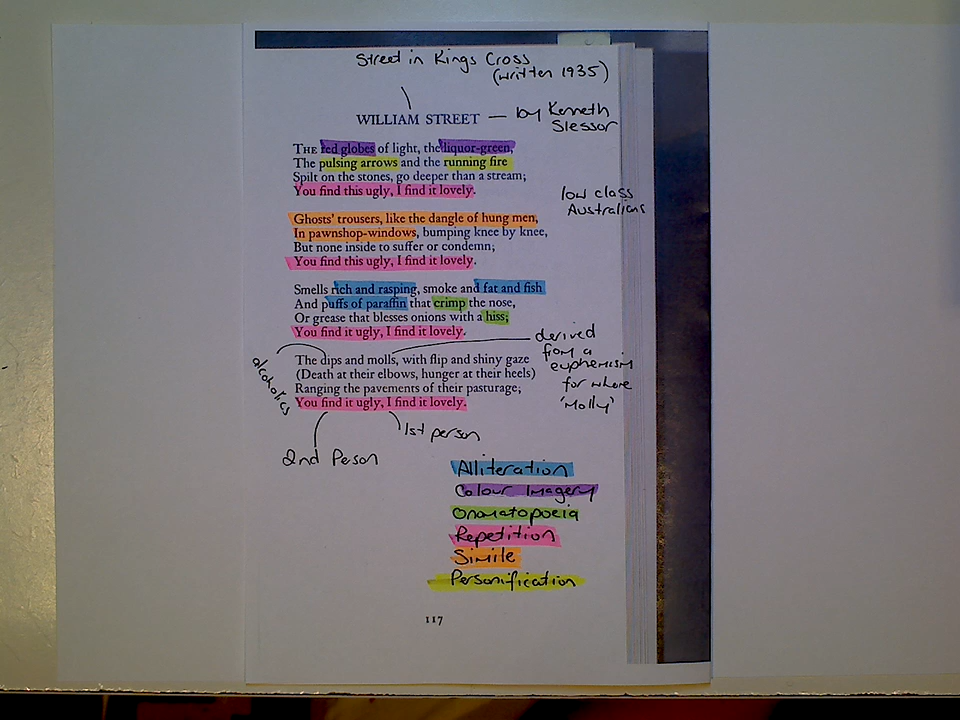 Street in Kings Cross
(written 1935)
WILLIAM STREET — by Kenneth
Slessor
THE red globes of light, the liquor-green,
The pulsing arrows and the running fire
Spilt on the stones, go deeper than a stream;
You find this ugly, I find it lovely.
low class
Australians
Ghosts' trousers, like the dangle of hung men,
In pawnshop-windows, bumping knee by knee,
But none inside to suffer or condemn;
You find this ugly, I find it lovely.
Smells rich and rasping, smoke and fat and fish
And puffs of paraffin that crimp the nose,
Or grease that blesses onions with a hiss;
You find it ugly, I find it lovely.
derived
from a
euphemism
for whore
'Molly'
alcoholics
The dips and molls, with flip and shiny gaze
(Death at their elbows, hunger at their heels)
Ranging the pavements of their pasturage;
You find it ugly, I find it lovely.
1st person
2nd Person
Alliteration
Colour Imagery
Onomatopoeia
Repetition
Simile
Personification
117